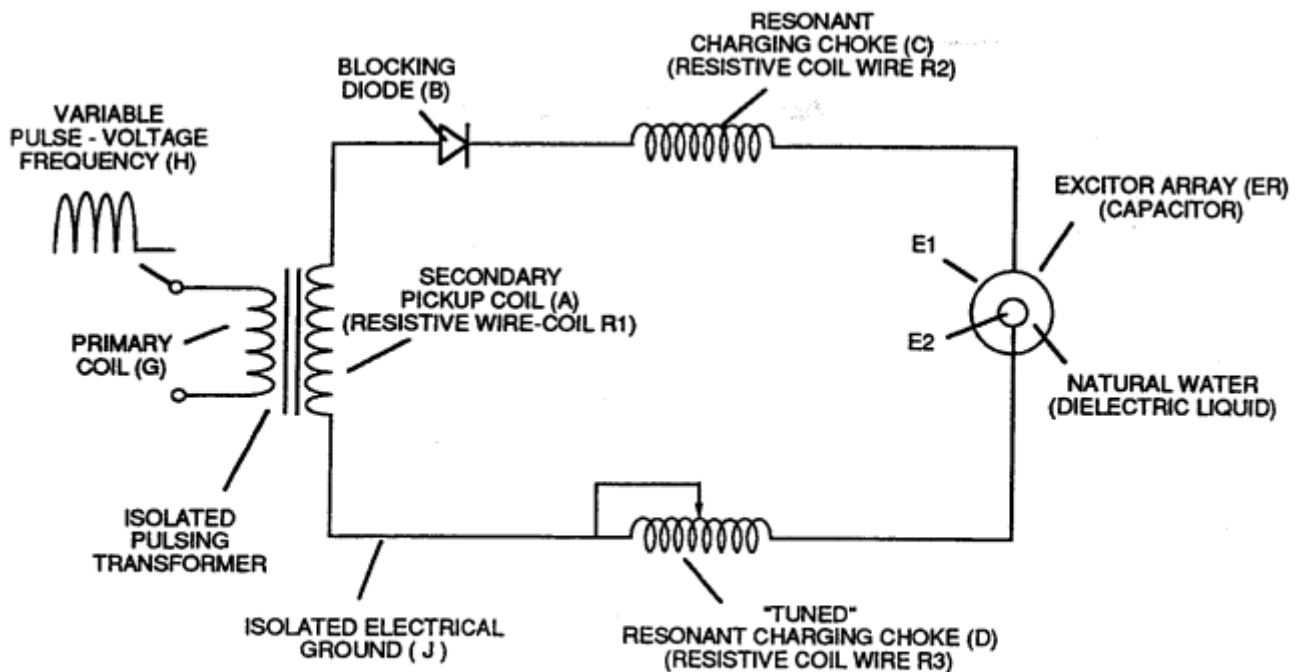 RESONANT
CHARGING CHOKE (C)
(RESISTIVE COIL WIRE R2)
BLOCKING
DIODE (B)
VARIABLE
PULSE - VOLTAGE
FREQUENCY (H)
EXCITOR ARRAY (ER)
(CAPACITOR)
E1
SECONDARY
PICKUP COIL (A)
(RESISTIVE WIRE-COIL R1)
E2
PRIMARY
COIL (G)
NATURAL WATER
(DIELECTRIC LIQUID)
ISOLATED
PULSING
TRANSFORMER
ISOLATED ELECTRICAL
GROUND ( J )
"TUNED"
RESONANT CHARGING CHOKE (D)
(RESISTIVE COIL WIRE R3)